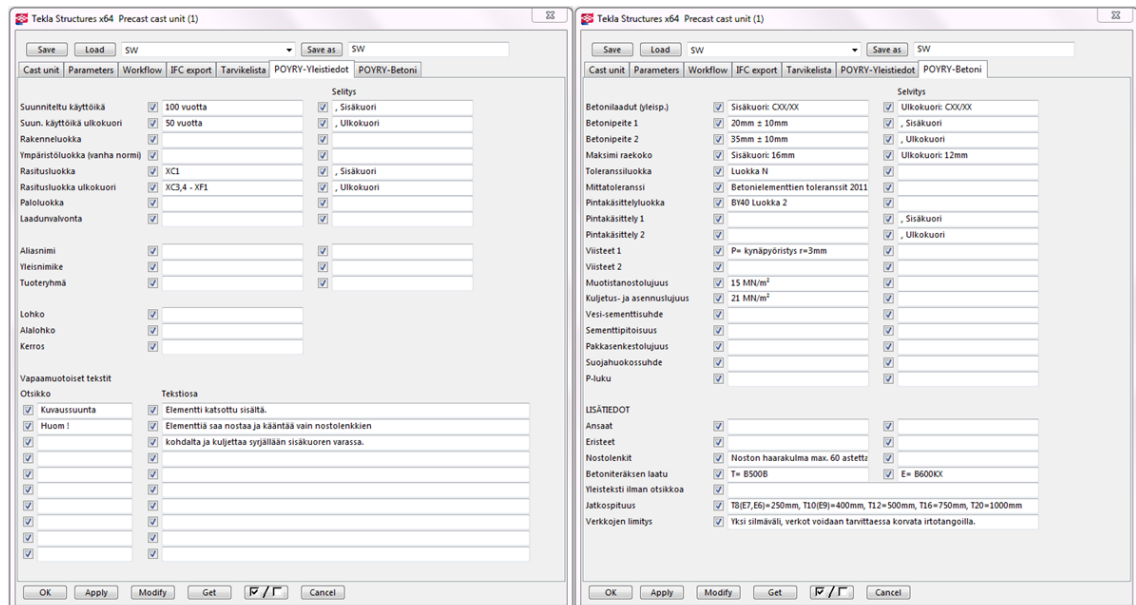 Tekla Structures x64 Precast cast unit (1)
Save Load SW Save as SW
Cast unit Parameters Workflow IFC export Tarvikelista POYRY-Yleistiedot POYRY-Betoni
Selitys
Suunniteltu käyttöikä 100 vuotta , Sisäkuori
Suun. käyttöikä ulkokuori 50 vuotta , Ulkokuori
Rakenneluokka
Ympäristöluokka (vanha normi)
Rasitusluokka XC1 , Sisäkuori
Rasitusluokka ulkokuori XC3,4 - XF1 , Ulkokuori
Paloluokka
Laadunvalvonta
Aliasnimi
Yleisnimike
Tuoteryhmä
Lohko
Alalohko
Kerros
Vapaamuotoiset tekstit
Otsikko Tekstiosa
Kuvaussuunta Elementti katsottu sisältä.
Huom ! Elementtiä saa nostaa ja kääntää vain nostolenkkien
kohdalta ja kuljettaa syrjällään sisäkuoren varassa.
OK Apply Modify Get / Cancel
Tekla Structures x64 Precast cast unit (1)
Save Load SW Save as SW
Cast unit Parameters Workflow IFC export Tarvikelista POYRY-Yleistiedot POYRY-Betoni
Selvitys
Betonilaadut (yleisp.) Sisäkuori: CXX/XX Ulkokuori: CXX/XX
Betonipeite 1 20mm ± 10mm , Sisäkuori
Betonipeite 2 35mm ± 10mm , Ulkokuori
Maksimi raekoko Sisäkuori: 16mm Ulkokuori: 12mm
Toleranssiluokka Luokka N
Mittatoleranssi Betonielementtien toleranssit 2011
Pintakäsittelyluokka BY40 Luokka 2
Pintakäsittely 1 , Sisäkuori
Pintakäsittely 2 , Ulkokuori
Viisteet 1 P= kynäpyöristys r=3mm
Viisteet 2
Muotistanostolujuus 15 MN/m²
Kuljetus- ja asennuslujuus 21 MN/m²
Vesi-sementtisuhde
Sementtipitoisuus
Pakkasenkestolujuus
Suojahuokossuhde
P-luku
LISÄTIEDOT
Ansaat
Eristeet
Nostolenkit Noston haarakulma max. 60 astetta
Betoniteräksen laatu T= B500B E= B600KX
Yleisteksti ilman otsikkoa
Jatkospituus T8(E7,E6)=250mm, T10(E9)=400mm, T12=500mm, T16=750mm, T20=1000mm
Verkkojen limitys Yksi silmäväli, verkot voidaan tarvittaessa korvata irtotangoilla.
OK Apply Modify Get / Cancel